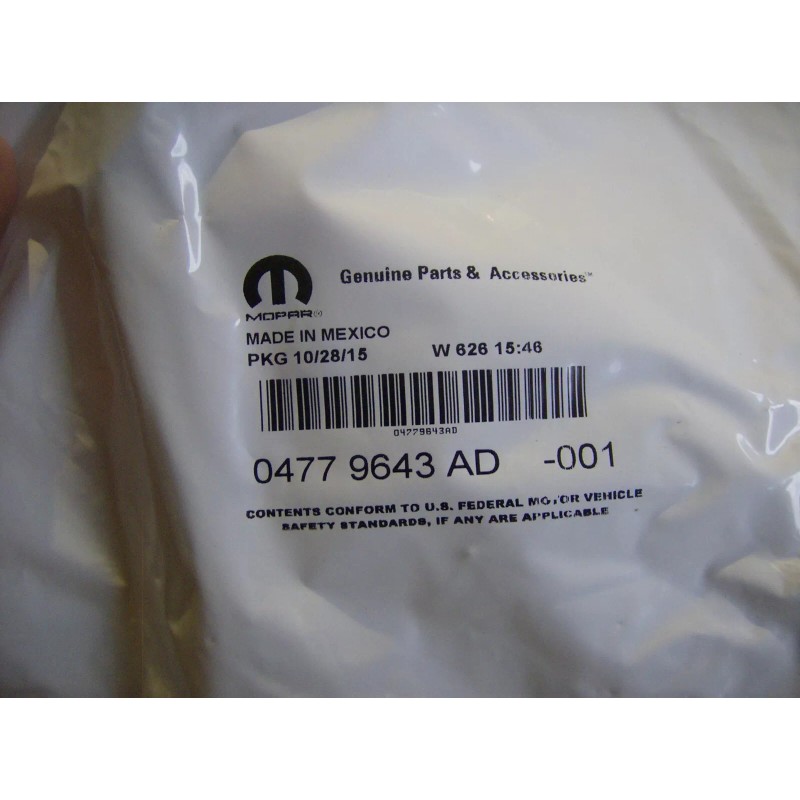 Genuine Parts & Accessories™
MOPAR®
MADE IN MEXICO
PKG 10/28/15 W 626 15:46
04779643AD
0477 9643 AD -001
CONTENTS CONFORM TO U.S. FEDERAL MOTOR VEHICLE
SAFETY STANDARDS, IF ANY ARE APPLICABLE